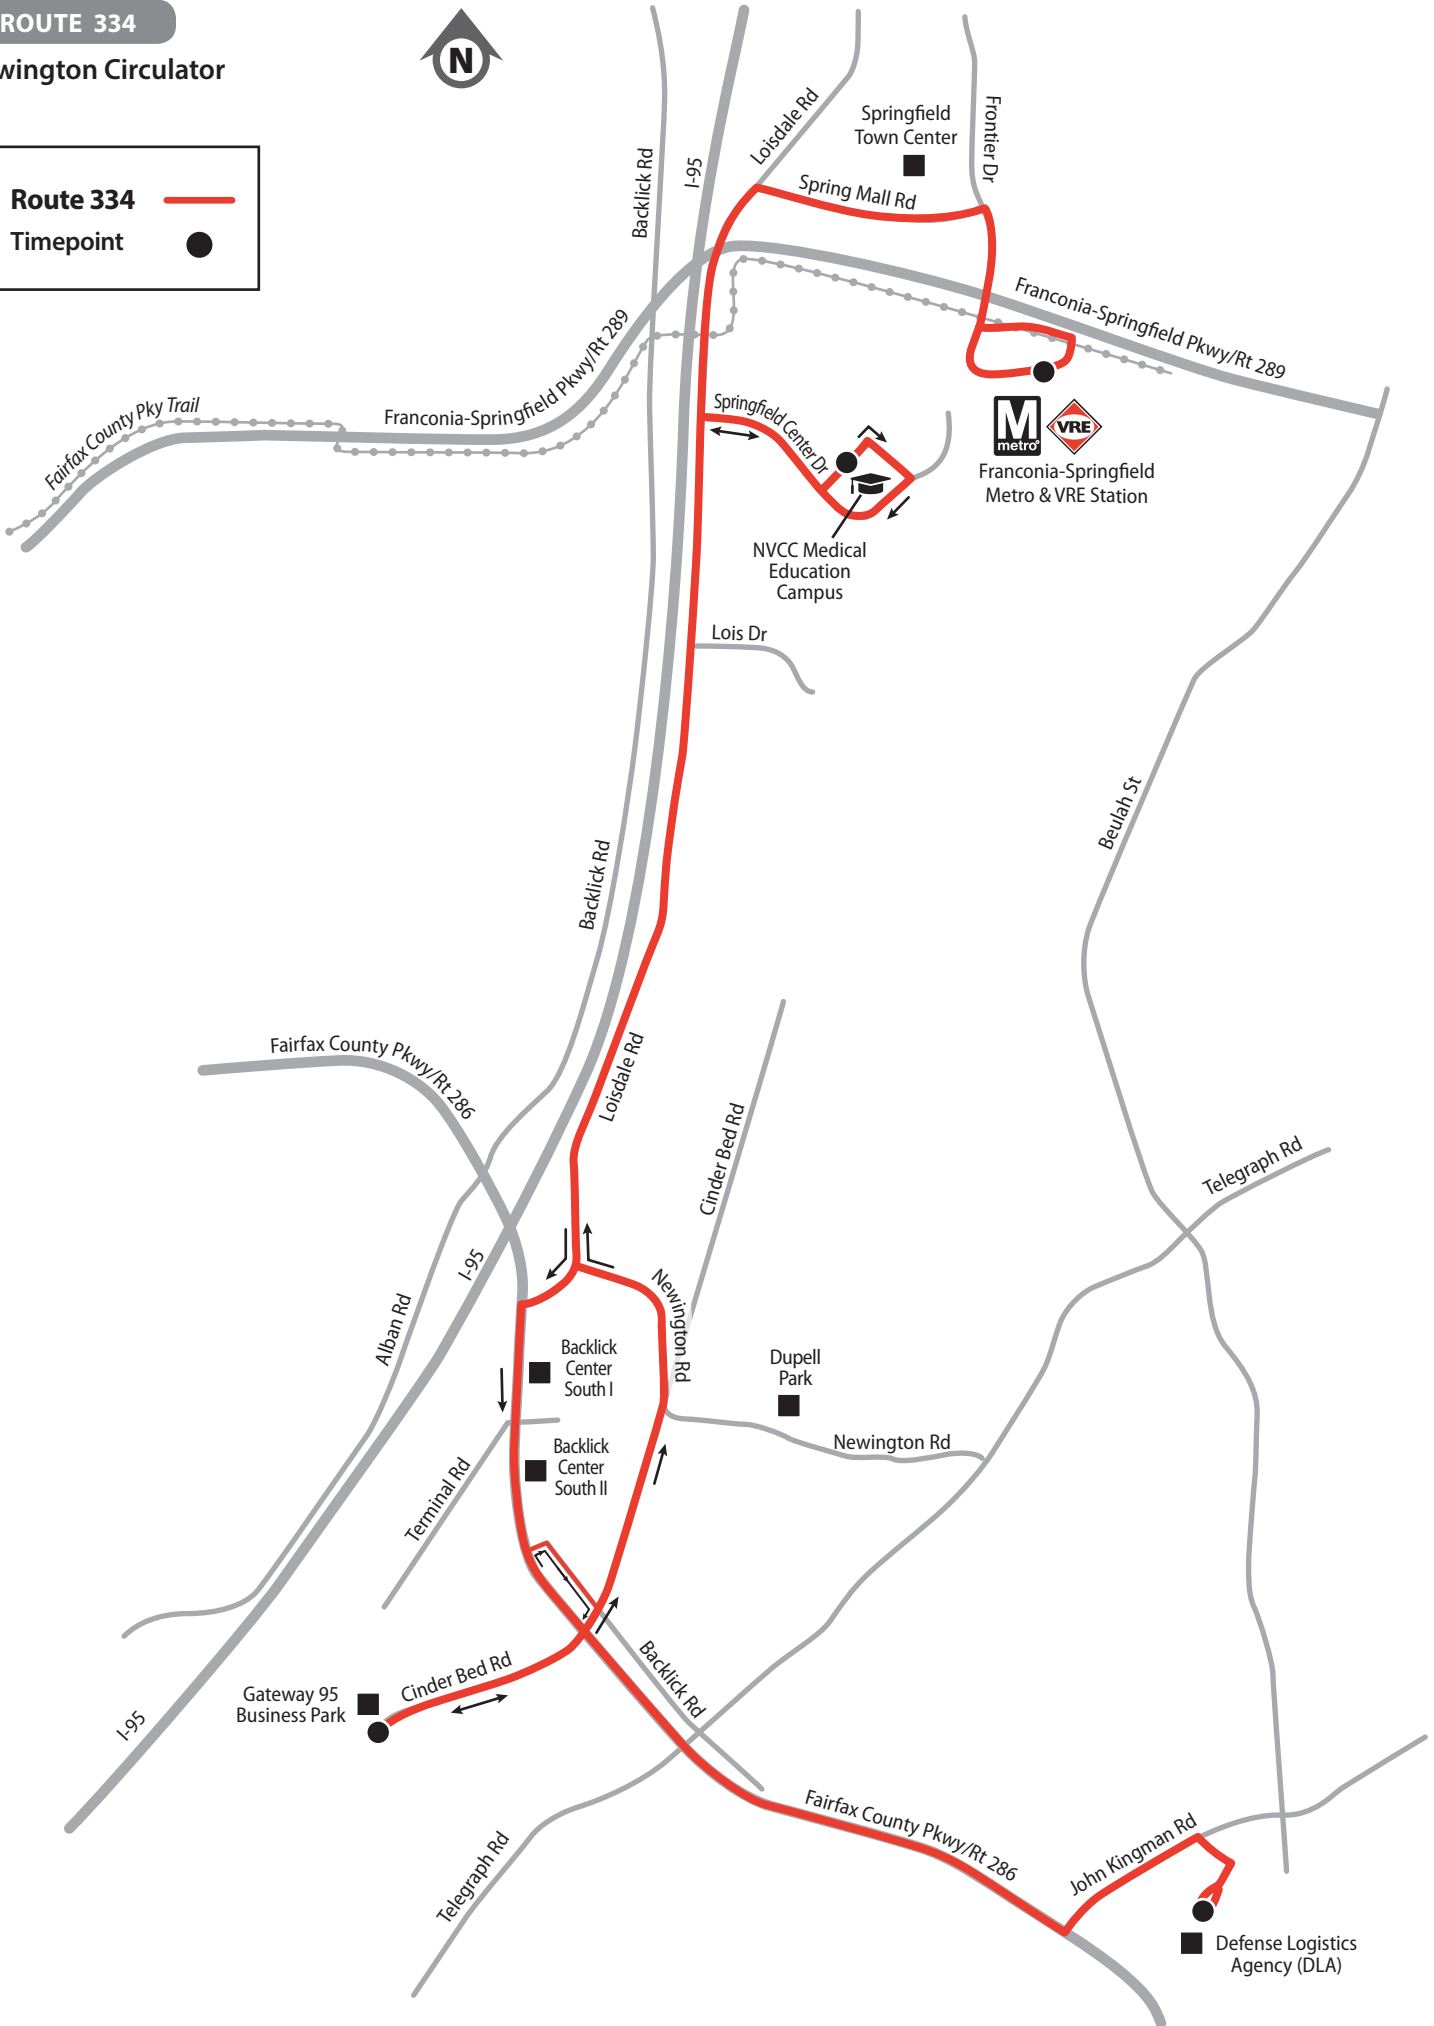 ROUTE 334
wington Circulator
N
Route 334
Timepoint
Backlick Rd
I-95
Loisdale Rd
Springfield
Town Center
Frontier Dr
Spring Mall Rd
Franconia-Springfield Pkwy/Rt 289
Franconia-Springfield Pkwy/Rt 289
Fairfax County Pky Trail
Springfield Center Dr
M
metro
VRE
Franconia-Springfield
Metro & VRE Station
NVCC Medical
Education
Campus
Lois Dr
Beulah St
Backlick Rd
Loisdale Rd
Fairfax County Pkwy/Rt 286
Cinder Bed Rd
Telegraph Rd
I-95
Newington Rd
Alban Rd
Backlick
Center
South I
Dupell
Park
Newington Rd
Backlick
Center
South II
Terminal Rd
Backlick Rd
Cinder Bed Rd
Gateway 95
Business Park
I-95
Fairfax County Pkwy/Rt 286
John Kingman Rd
Telegraph Rd
Defense Logistics
Agency (DLA)